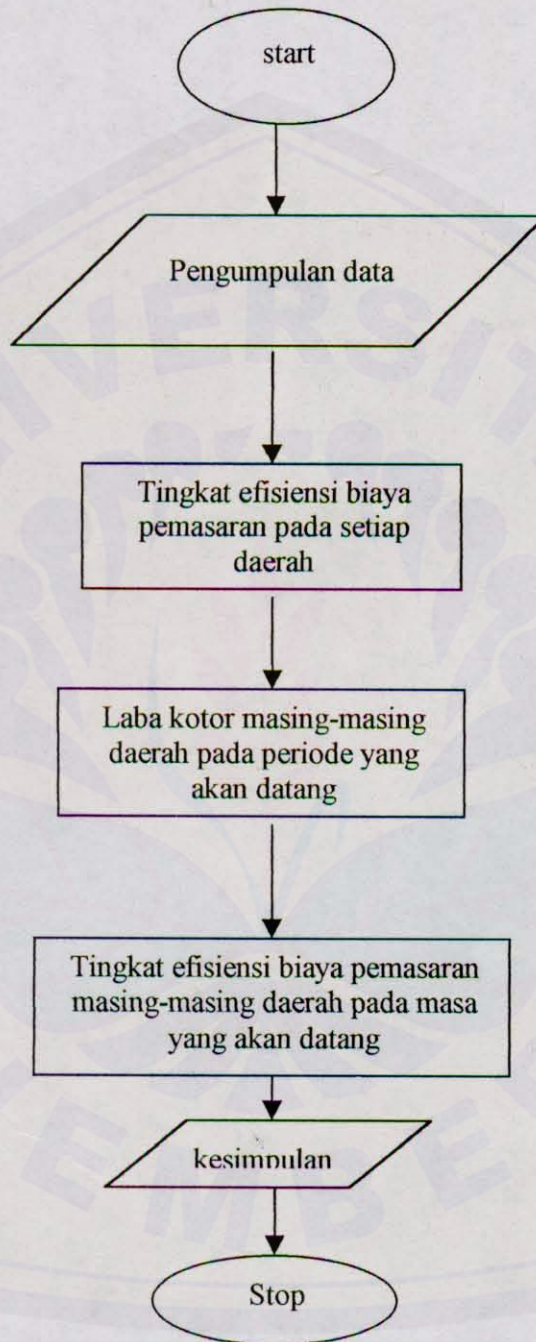 start
Pengumpulan data
Tingkat efisiensi biaya
pemasaran pada setiap
daerah
Laba kotor masing-masing
daerah pada periode yang
akan datang
Tingkat efisiensi biaya pemasaran
masing-masing daerah pada masa
yang akan datang
kesimpulan
Stop